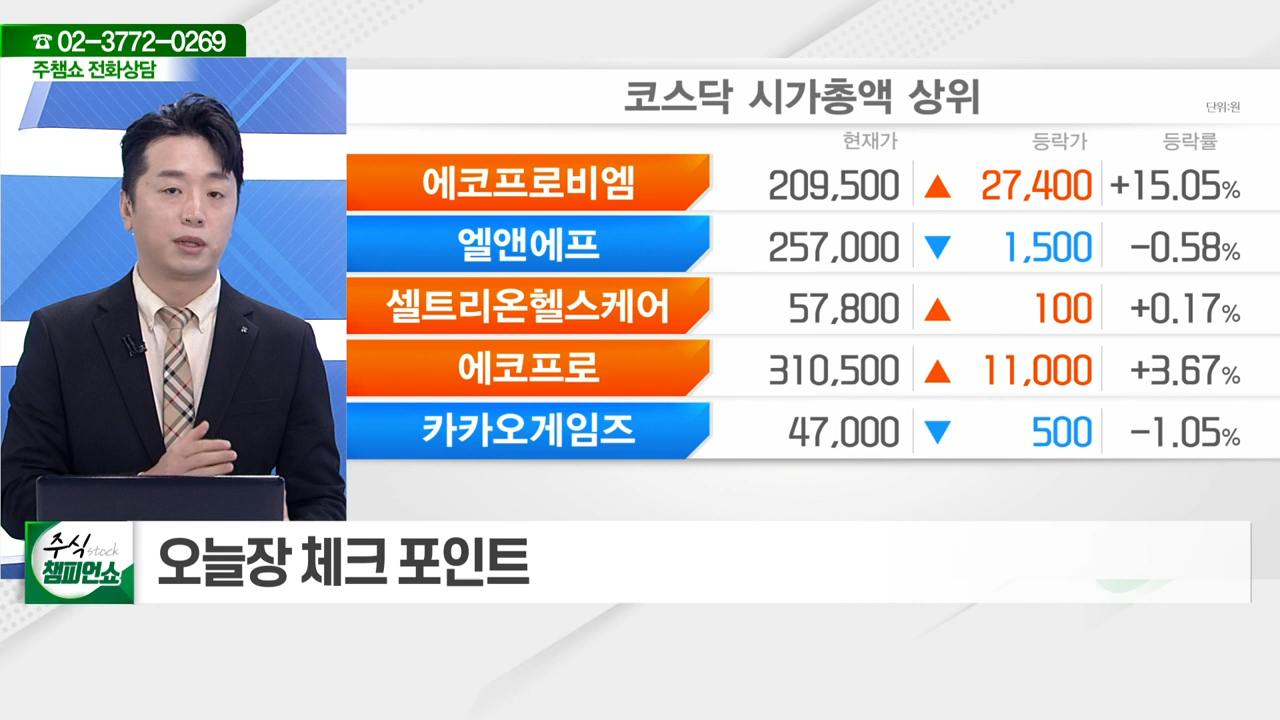 ☎ 02-3772-0269
주챔쇼 전화상담
코스닥 시가총액 상위
단위:원
현재가 등락가 등락률
에코프로비엠 209,500 ▲ 27,400 +15.05%
엘앤에프 257,000 ▼ 1,500 -0.58%
셀트리온헬스케어 57,800 ▲ 100 +0.17%
에코프로 310,500 ▲ 11,000 +3.67%
카카오게임즈 47,000 ▼ 500 -1.05%
주식 stock
챔피언쇼
오늘장 체크 포인트